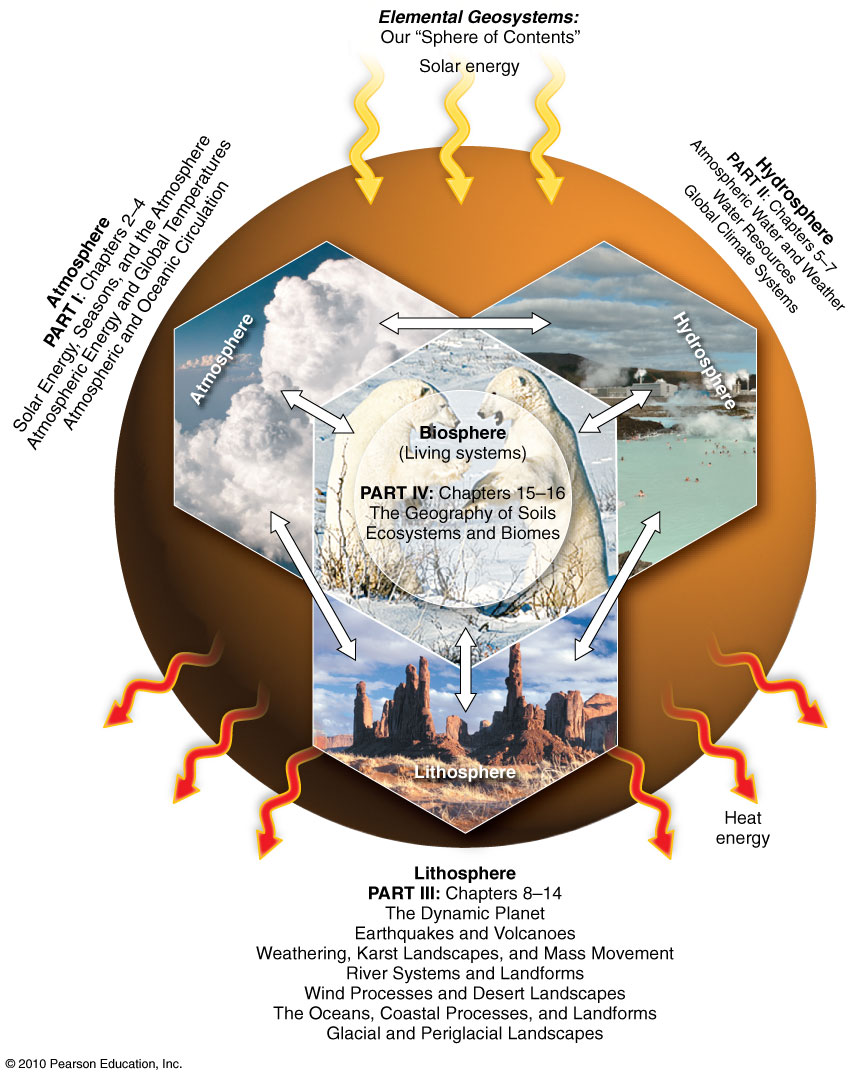 Elemental Geosystems:
Our “Sphere of Contents”
Solar energy
Atmosphere
PART I: Chapters 2–4
Solar Energy, Seasons, and the Atmosphere
Atmospheric Energy and Global Temperatures
Atmospheric and Oceanic Circulation
Hydrosphere
PART II: Chapters 5–7
Atmospheric Water and Weather
Water Resources
Global Climate Systems
Atmosphere
Hydrosphere
Biosphere
(Living systems)
PART IV: Chapters 15–16
The Geography of Soils
Ecosystems and Biomes
Lithosphere
Heat
energy
Lithosphere
PART III: Chapters 8–14
The Dynamic Planet
Earthquakes and Volcanoes
Weathering, Karst Landscapes, and Mass Movement
River Systems and Landforms
Wind Processes and Desert Landscapes
The Oceans, Coastal Processes, and Landforms
Glacial and Periglacial Landscapes
© 2010 Pearson Education, Inc.